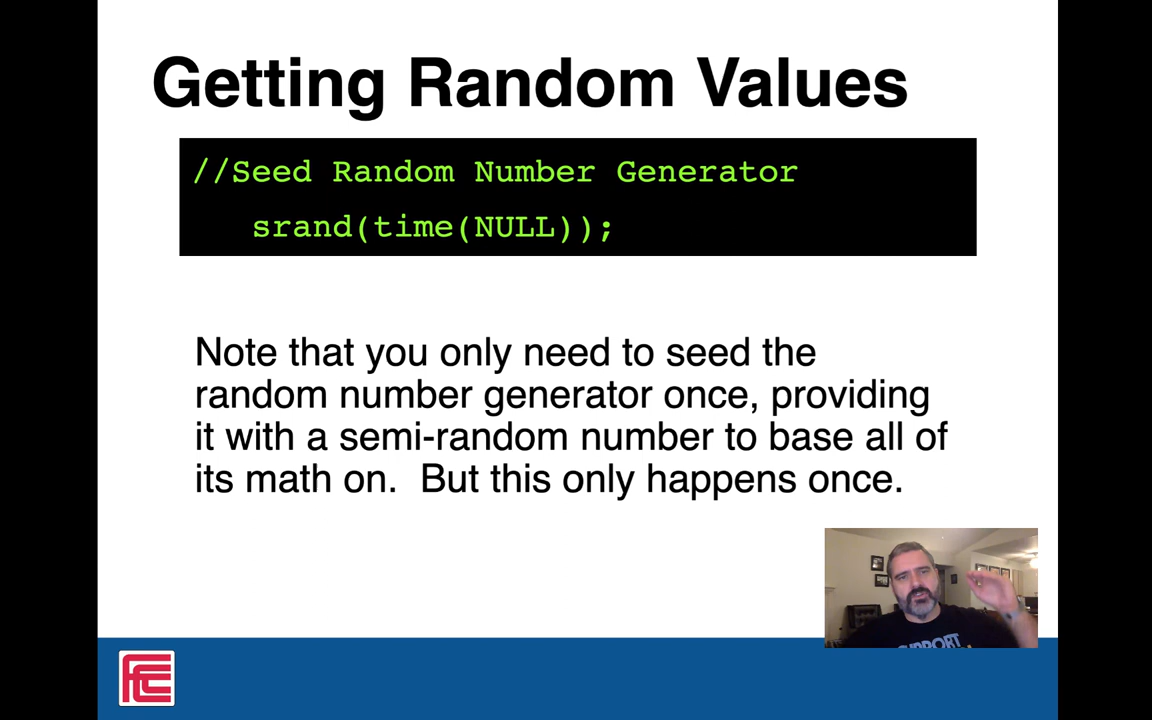 Getting Random Values
//Seed Random Number Generator
srand(time(NULL));
Note that you only need to seed the
random number generator once, providing
it with a semi-random number to base all of
its math on.  But this only happens once.
SUPPORT
FCC